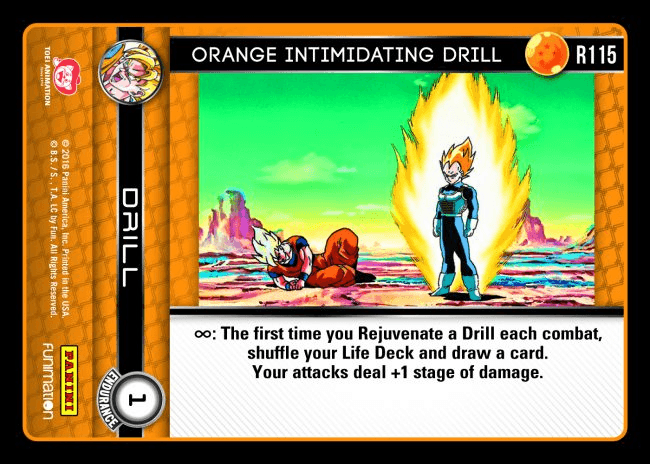 ORANGE INTIMIDATING DRILL
R115
TOEI ANIMATION
© 2016 Panini America, Inc. Printed in the USA.
© B.S. / S., T.A. LC by Fun. All Rights Reserved.
DRILL
∞: The first time you Rejuvenate a Drill each combat,
shuffle your Life Deck and draw a card.
Your attacks deal +1 stage of damage.
FUNIMATION
PANINI
ENDURANCE
1